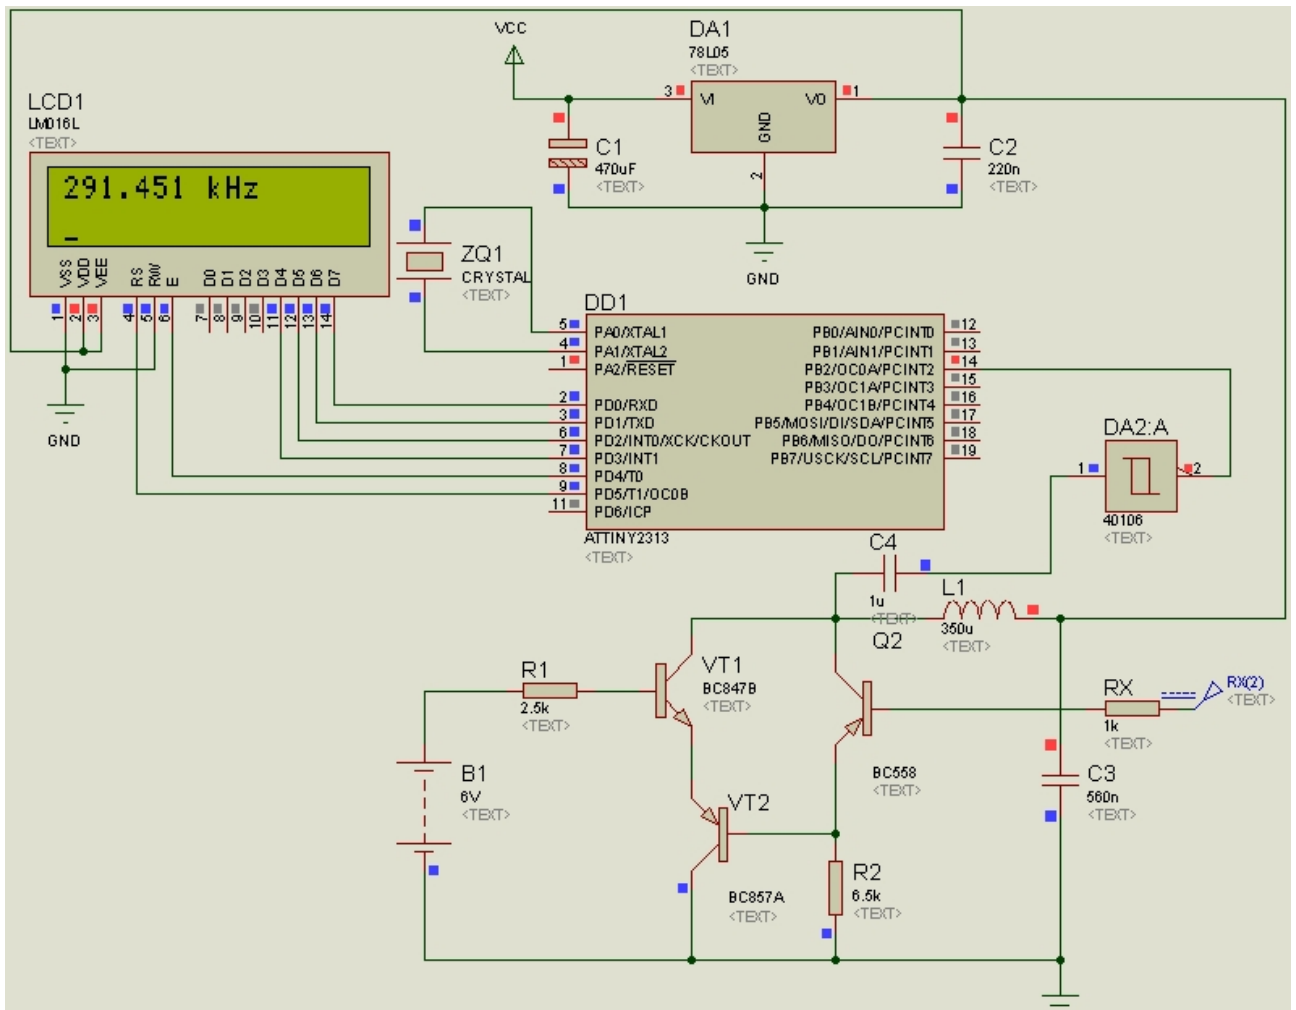 VCC
DA1
78L05
<TEXT>
3
VI
VO
1
GND
2
C1
470uF
<TEXT>
C2
220n
<TEXT>
GND
LCD1
LM016L
<TEXT>
291.451 kHz
VSS
VDD
VEE
RS
RW
E
D0
D1
D2
D3
D4
D5
D6
D7
1
2
3
4
5
6
7
8
9
10
11
12
13
14
GND
ZQ1
CRYSTAL
<TEXT>
DD1
5
PA0/XTAL1
PB0/AIN0/PCINT0
12
4
PA1/XTAL2
PB1/AIN1/PCINT1
13
1
PA2/RESET
PB2/OC0A/PCINT2
14
PB3/OC1A/PCINT3
15
2
PD0/RXD
PB4/OC1B/PCINT4
16
3
PD1/TXD
PB5/MOSI/DI/SDA/PCINT5
17
6
PD2/INT0/XCK/CKOUT
PB6/MISO/DO/PCINT6
18
7
PD3/INT1
PB7/USCK/SCL/PCINT7
19
8
PD4/T0
9
PD5/T1/OC0B
11
PD6/ICP
ATTINY2313
<TEXT>
DA2:A
1
2
40106
<TEXT>
C4
1u
<TEXT>
L1
350u
<TEXT>
Q2
BC558
<TEXT>
R1
2.5k
<TEXT>
VT1
BC847B
<TEXT>
RX
1k
<TEXT>
RX(2)
<TEXT>
B1
6V
<TEXT>
VT2
BC857A
<TEXT>
C3
560n
<TEXT>
R2
6.5k
<TEXT>